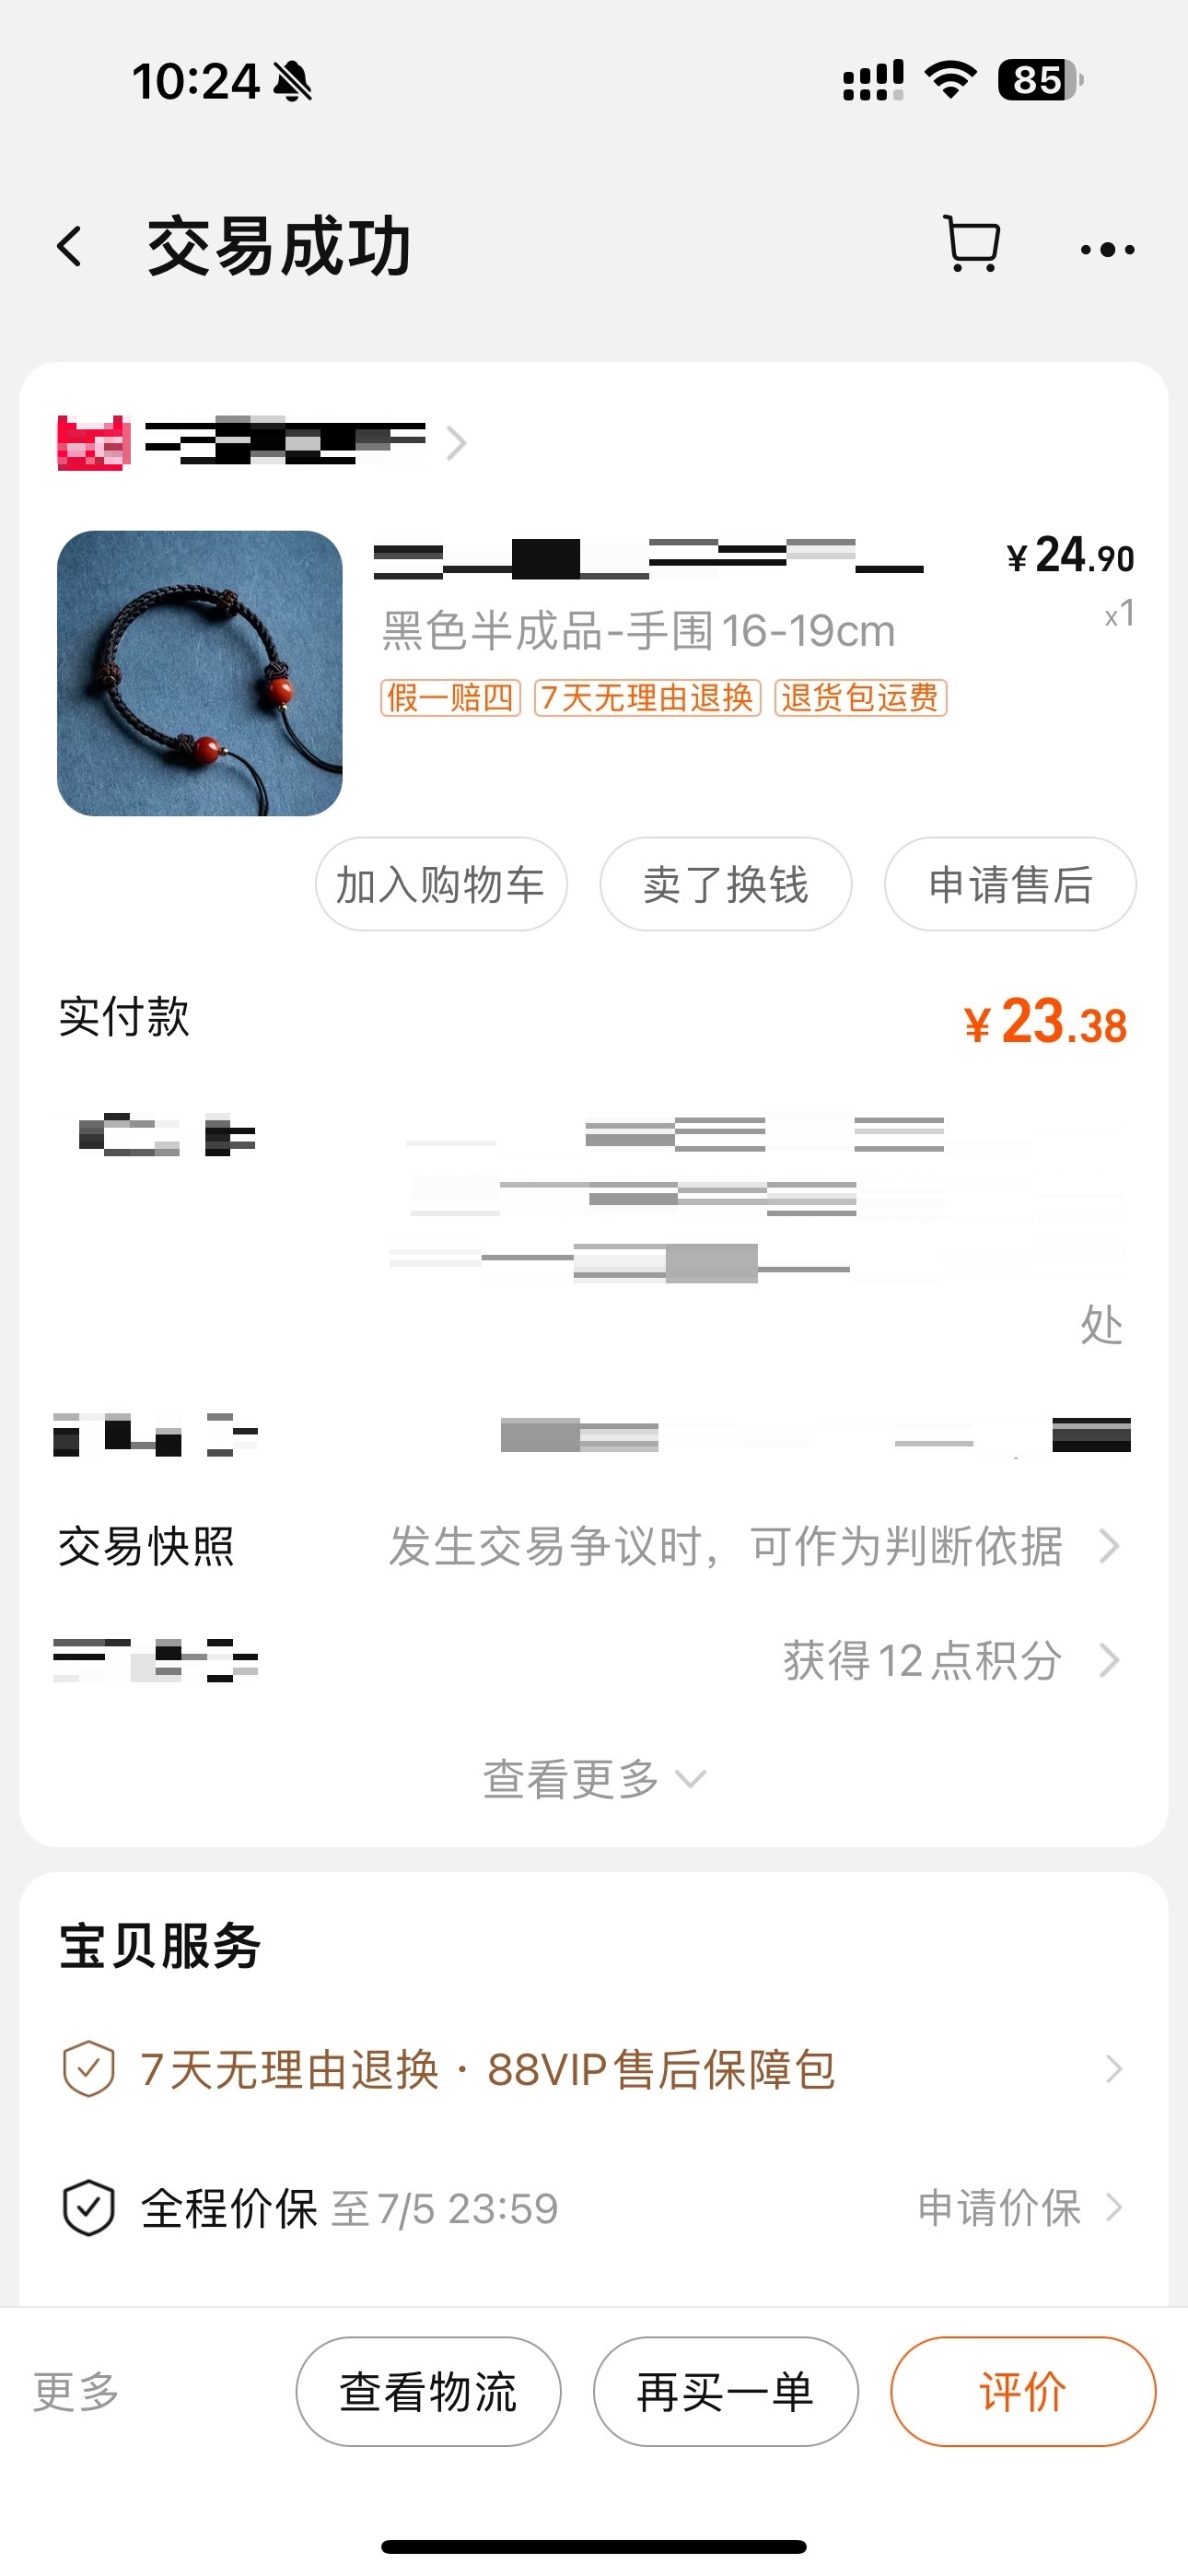 10:24
85
交易成功
¥24.90
黑色半成品-手围16-19cm
x1
假一赔四 7天无理由退换 退货包运费
加入购物车 卖了换钱 申请售后
实付款 ¥23.38
处
交易快照 发生交易争议时，可作为判断依据
获得12点积分
查看更多
宝贝服务
7天无理由退换·88VIP售后保障包
全程价保 至7/5 23:59 申请价保
更多 查看物流 再买一单 评价